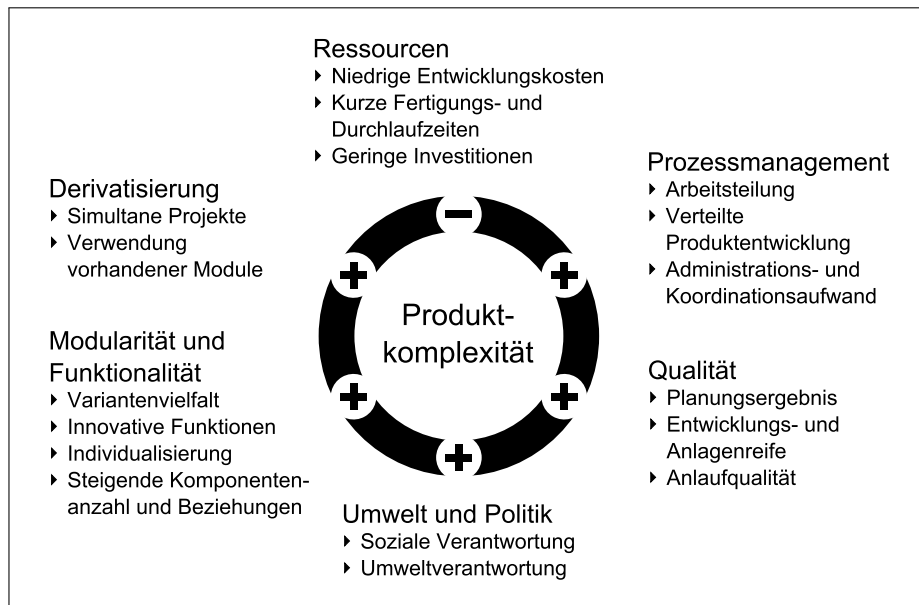 Ressourcen
Niedrige Entwicklungskosten
Kurze Fertigungs- und
Durchlaufzeiten
Geringe Investitionen
Prozessmanagement
Arbeitsteilung
Verteilte
Produktentwicklung
Administrations- und
Koordinationsaufwand
Derivatisierung
Simultane Projekte
Verwendung
vorhandener Module
Produkt-
komplexität
Modularität und
Funktionalität
Variantenvielfalt
Innovative Funktionen
Individualisierung
Steigende Komponenten-
anzahl und Beziehungen
Qualität
Planungsergebnis
Entwicklungs- und
Anlagenreife
Anlaufqualität
Umwelt und Politik
Soziale Verantwortung
Umweltverantwortung